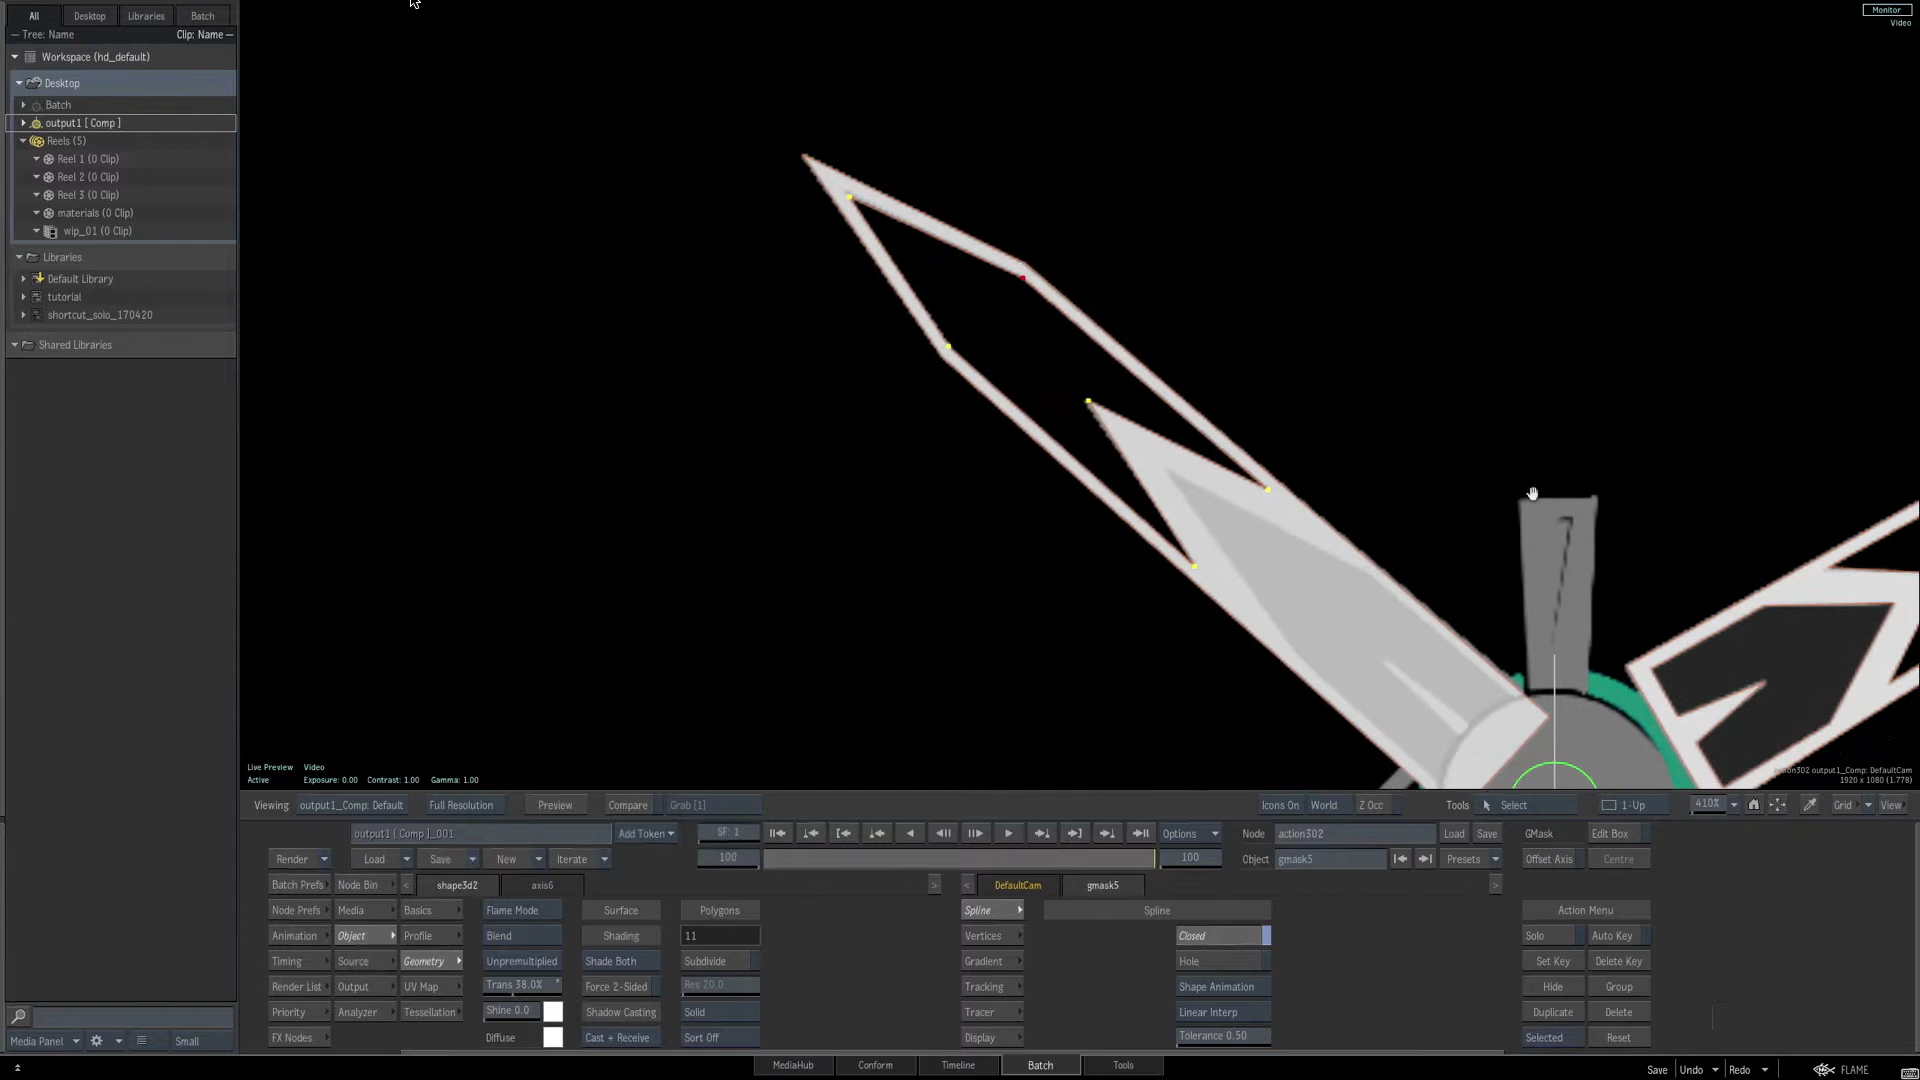 All Desktop Libraries Batch
Tree: Name Clip: Name
Workspace (hd_default)
Desktop
Batch
output1 [ Comp ]
Reels (5)
Reel 1 (0 Clip)
Reel 2 (0 Clip)
Reel 3 (0 Clip)
materials (0 Clip)
wip_01 (0 Clip)
Libraries
Default Library
tutorial
shortcut_solo_170420
Shared Libraries
Media Panel Small
Monitor
Video
Live Preview Video
Active Exposure: 0.00 Contrast: 1.00 Gamma: 1.00
output1_Comp: DefaultCam
1920 x 1080 (1.778)
Viewing output1_Comp: Default Full Resolution Preview Compare Grab [1] Icons On World Z Occ Tools Select 1-Up 410% Grid View
output1 [ Comp ]_001 Add Token SF: 1 Options Node action302 Load Save GMask Edit Box
Render Load Save New Iterate 100 100 Object gmask5 Presets Offset Axis Centre
Batch Prefs Node Bin < shape3d2 axis6 > < DefaultCam gmask5 >
Node Prefs Media Basics Flame Mode Surface Polygons Spline Spline Action Menu
Animation Object Profile Blend Shading 11 Vertices Closed Solo Auto Key
Timing Source Geometry Unpremultiplied Shade Both Subdivide Gradient Hole Set Key Delete Key
Render List Output UV Map Trans 38.0% Force 2-Sided Res 20.0 Tracking Shape Animation Hide Group
Priority Analyzer Tessellation Shine 0.0 Shadow Casting Solid Tracer Linear Interp Duplicate Delete
FX Nodes Diffuse Cast + Receive Sort Off Display Tolerance 0.50 Selected Reset
MediaHub Conform Timeline Batch Tools Save Undo Redo FLAME